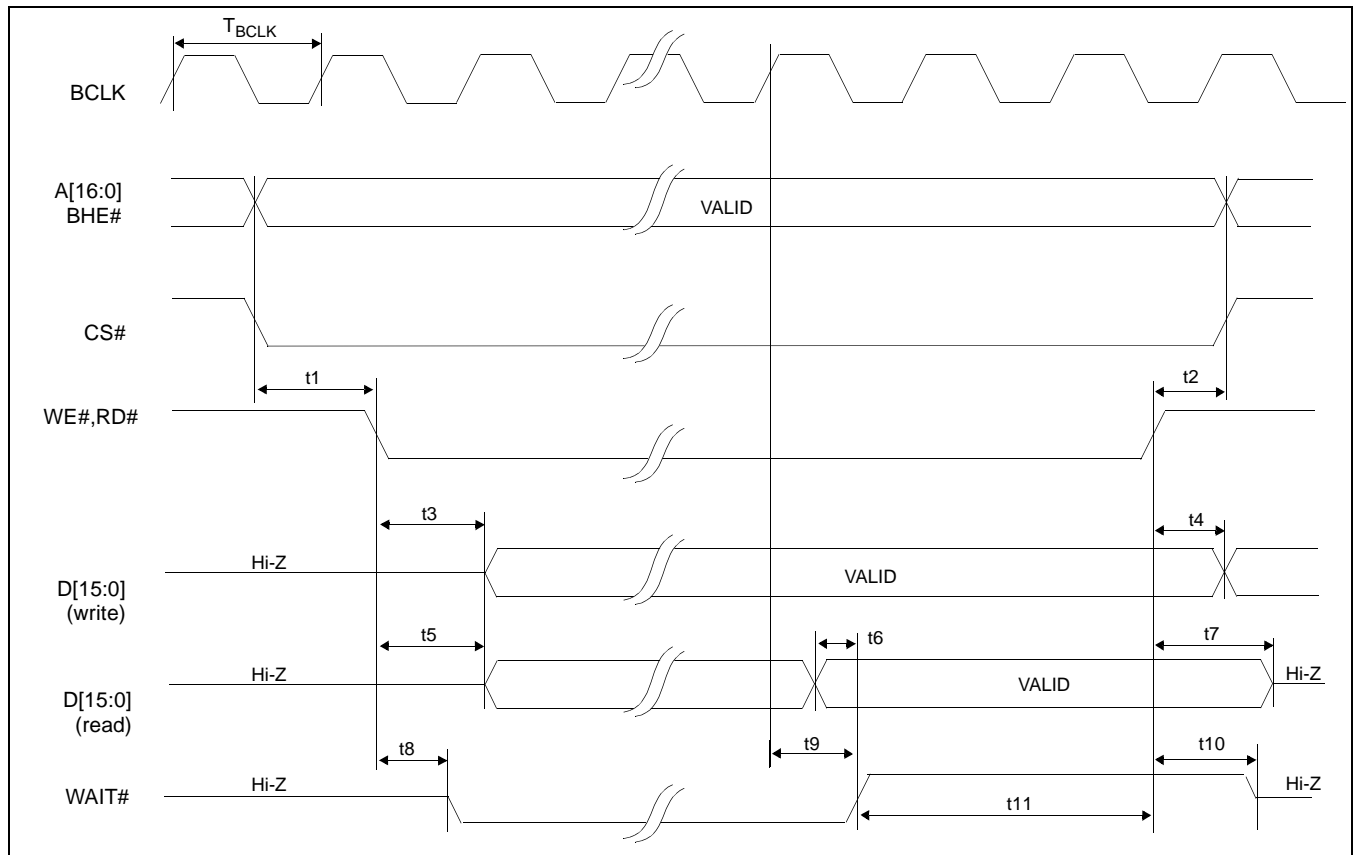 TBCLK
BCLK
A[16:0]
BHE#
VALID
CS#
t1
t2
WE#,RD#
t3
t4
Hi-Z
VALID
D[15:0]
(write)
t5
t6
t7
Hi-Z
VALID
Hi-Z
D[15:0]
(read)
t8
t9
t10
WAIT#
Hi-Z
Hi-Z
t11